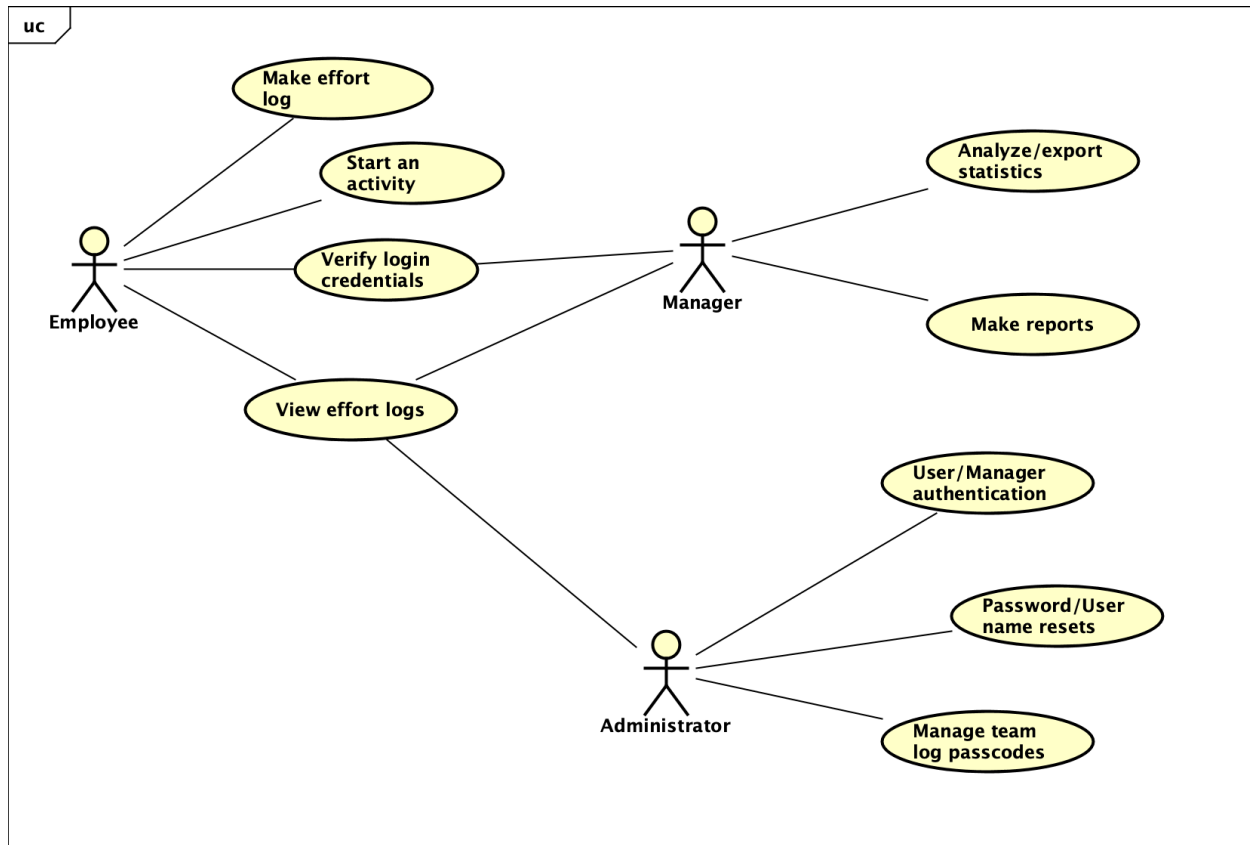 uc
Make effort
log
Start an
activity
Analyze/export
statistics
Verify login
credentials
Manager
Employee
Make reports
View effort logs
User/Manager
authentication
Password/User
name resets
Administrator
Manage team
log passcodes